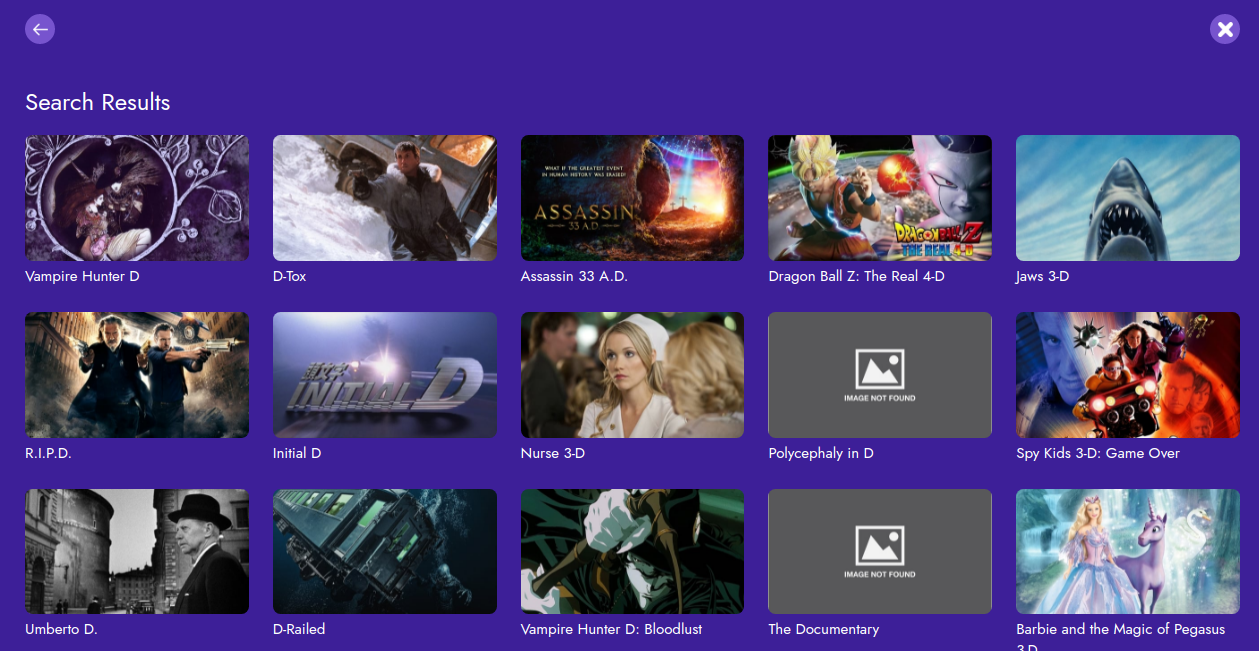 Search Results
WHAT IF THE GREATEST EVENT
IN HUMAN HISTORY WAS ERASED?
ASSASSIN
33 A.D.
DRAGON BALL Z
THE REAL 4-D
Vampire Hunter D
D-Tox
Assassin 33 A.D.
Dragon Ball Z: The Real 4-D
Jaws 3-D
頭文字
INITIAL D
IMAGE NOT FOUND
R.I.P.D.
Initial D
Nurse 3-D
Polycephaly in D
Spy Kids 3-D: Game Over
IMAGE NOT FOUND
Umberto D.
D-Railed
Vampire Hunter D: Bloodlust
The Documentary
Barbie and the Magic of Pegasus
3-D